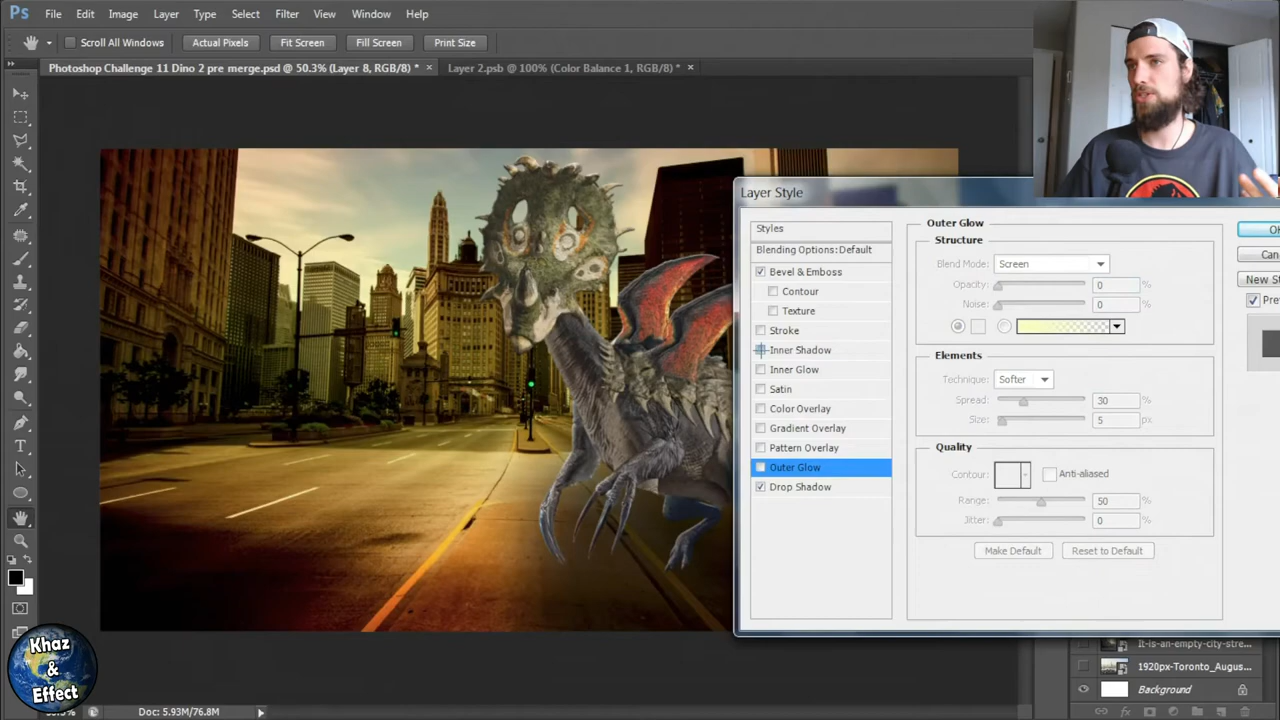 Ps File Edit Image Layer Type Select Filter View Window Help
Scroll All Windows Actual Pixels Fit Screen Fill Screen Print Size
Photoshop Challenge 11 Dino 2 pre merge.psd @ 50.3% (Layer 8, RGB/8) * × Layer 2.psb @ 100% (Color Balance 1, RGB/8) * ×
Layer Style
Styles
Blending Options:Default
Bevel & Emboss
Contour
Texture
Stroke
Inner Shadow
Inner Glow
Satin
Color Overlay
Gradient Overlay
Pattern Overlay
Outer Glow
Drop Shadow
Outer Glow
Structure
Blend Mode: Screen
Opacity: 0 %
Noise: 0 %
Elements
Technique: Softer
Spread: 30 %
Size: 5 px
Quality
Contour: Anti-aliased
Range: 50 %
Jitter: 0 %
Make Default Reset to Default
OK
Can
New St
Pre
It-is-an-empty-city-stre...
1920px-Toronto_Augus...
Background
Khaz
&
Effect
Doc: 5.93M/76.8M